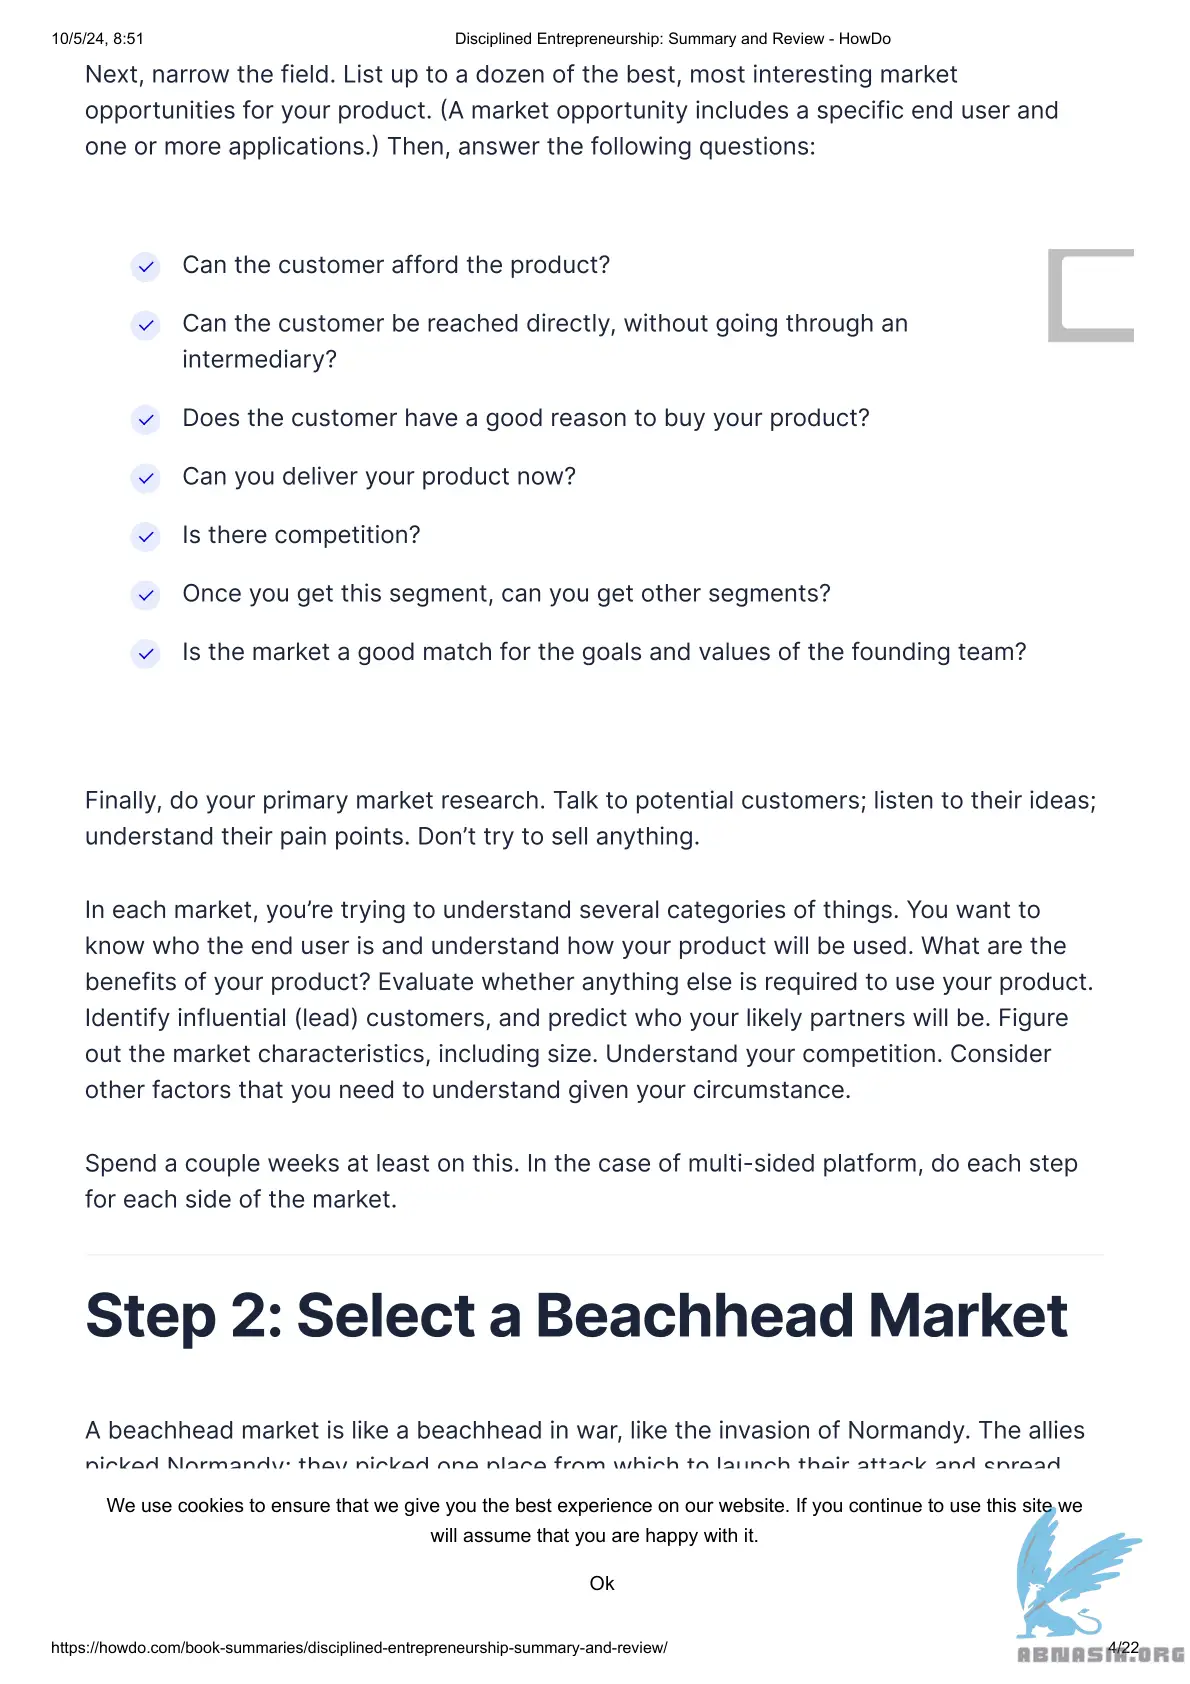 10/5/24, 8:51 Disciplined Entrepreneurship: Summary and Review - HowDo
Next, narrow the field. List up to a dozen of the best, most interesting market
opportunities for your product. (A market opportunity includes a specific end user and
one or more applications.) Then, answer the following questions:
Can the customer afford the product?
Can the customer be reached directly, without going through an
intermediary?
Does the customer have a good reason to buy your product?
Can you deliver your product now?
Is there competition?
Once you get this segment, can you get other segments?
Is the market a good match for the goals and values of the founding team?
Finally, do your primary market research. Talk to potential customers; listen to their ideas;
understand their pain points. Don’t try to sell anything.
In each market, you’re trying to understand several categories of things. You want to
know who the end user is and understand how your product will be used. What are the
benefits of your product? Evaluate whether anything else is required to use your product.
Identify influential (lead) customers, and predict who your likely partners will be. Figure
out the market characteristics, including size. Understand your competition. Consider
other factors that you need to understand given your circumstance.
Spend a couple weeks at least on this. In the case of multi-sided platform, do each step
for each side of the market.
Step 2: Select a Beachhead Market
A beachhead market is like a beachhead in war, like the invasion of Normandy. The allies
picked Normandy; they picked one place from which to launch their attack and spread
We use cookies to ensure that we give you the best experience on our website. If you continue to use this site we
will assume that you are happy with it.
Ok
https://howdo.com/book-summaries/disciplined-entrepreneurship-summary-and-review/ 4/22
ABNASIA.ORG